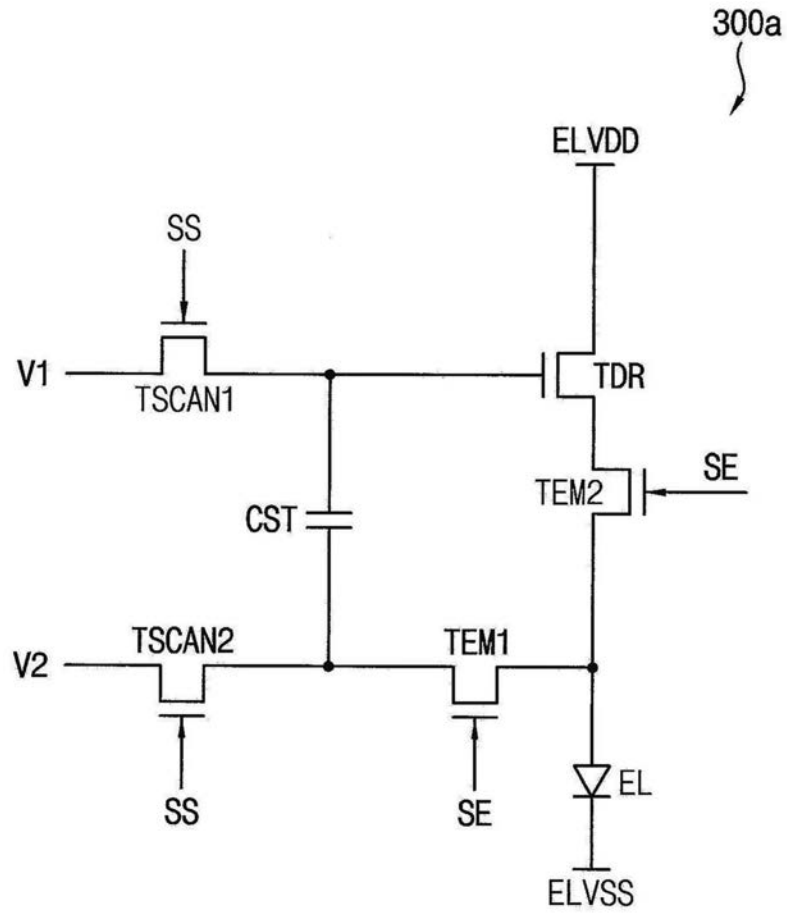 300a
ELVDD
SS
V1
TSCAN1
TDR
SE
TEM2
CST
TSCAN2
TEM1
V2
EL
SS
SE
ELVSS